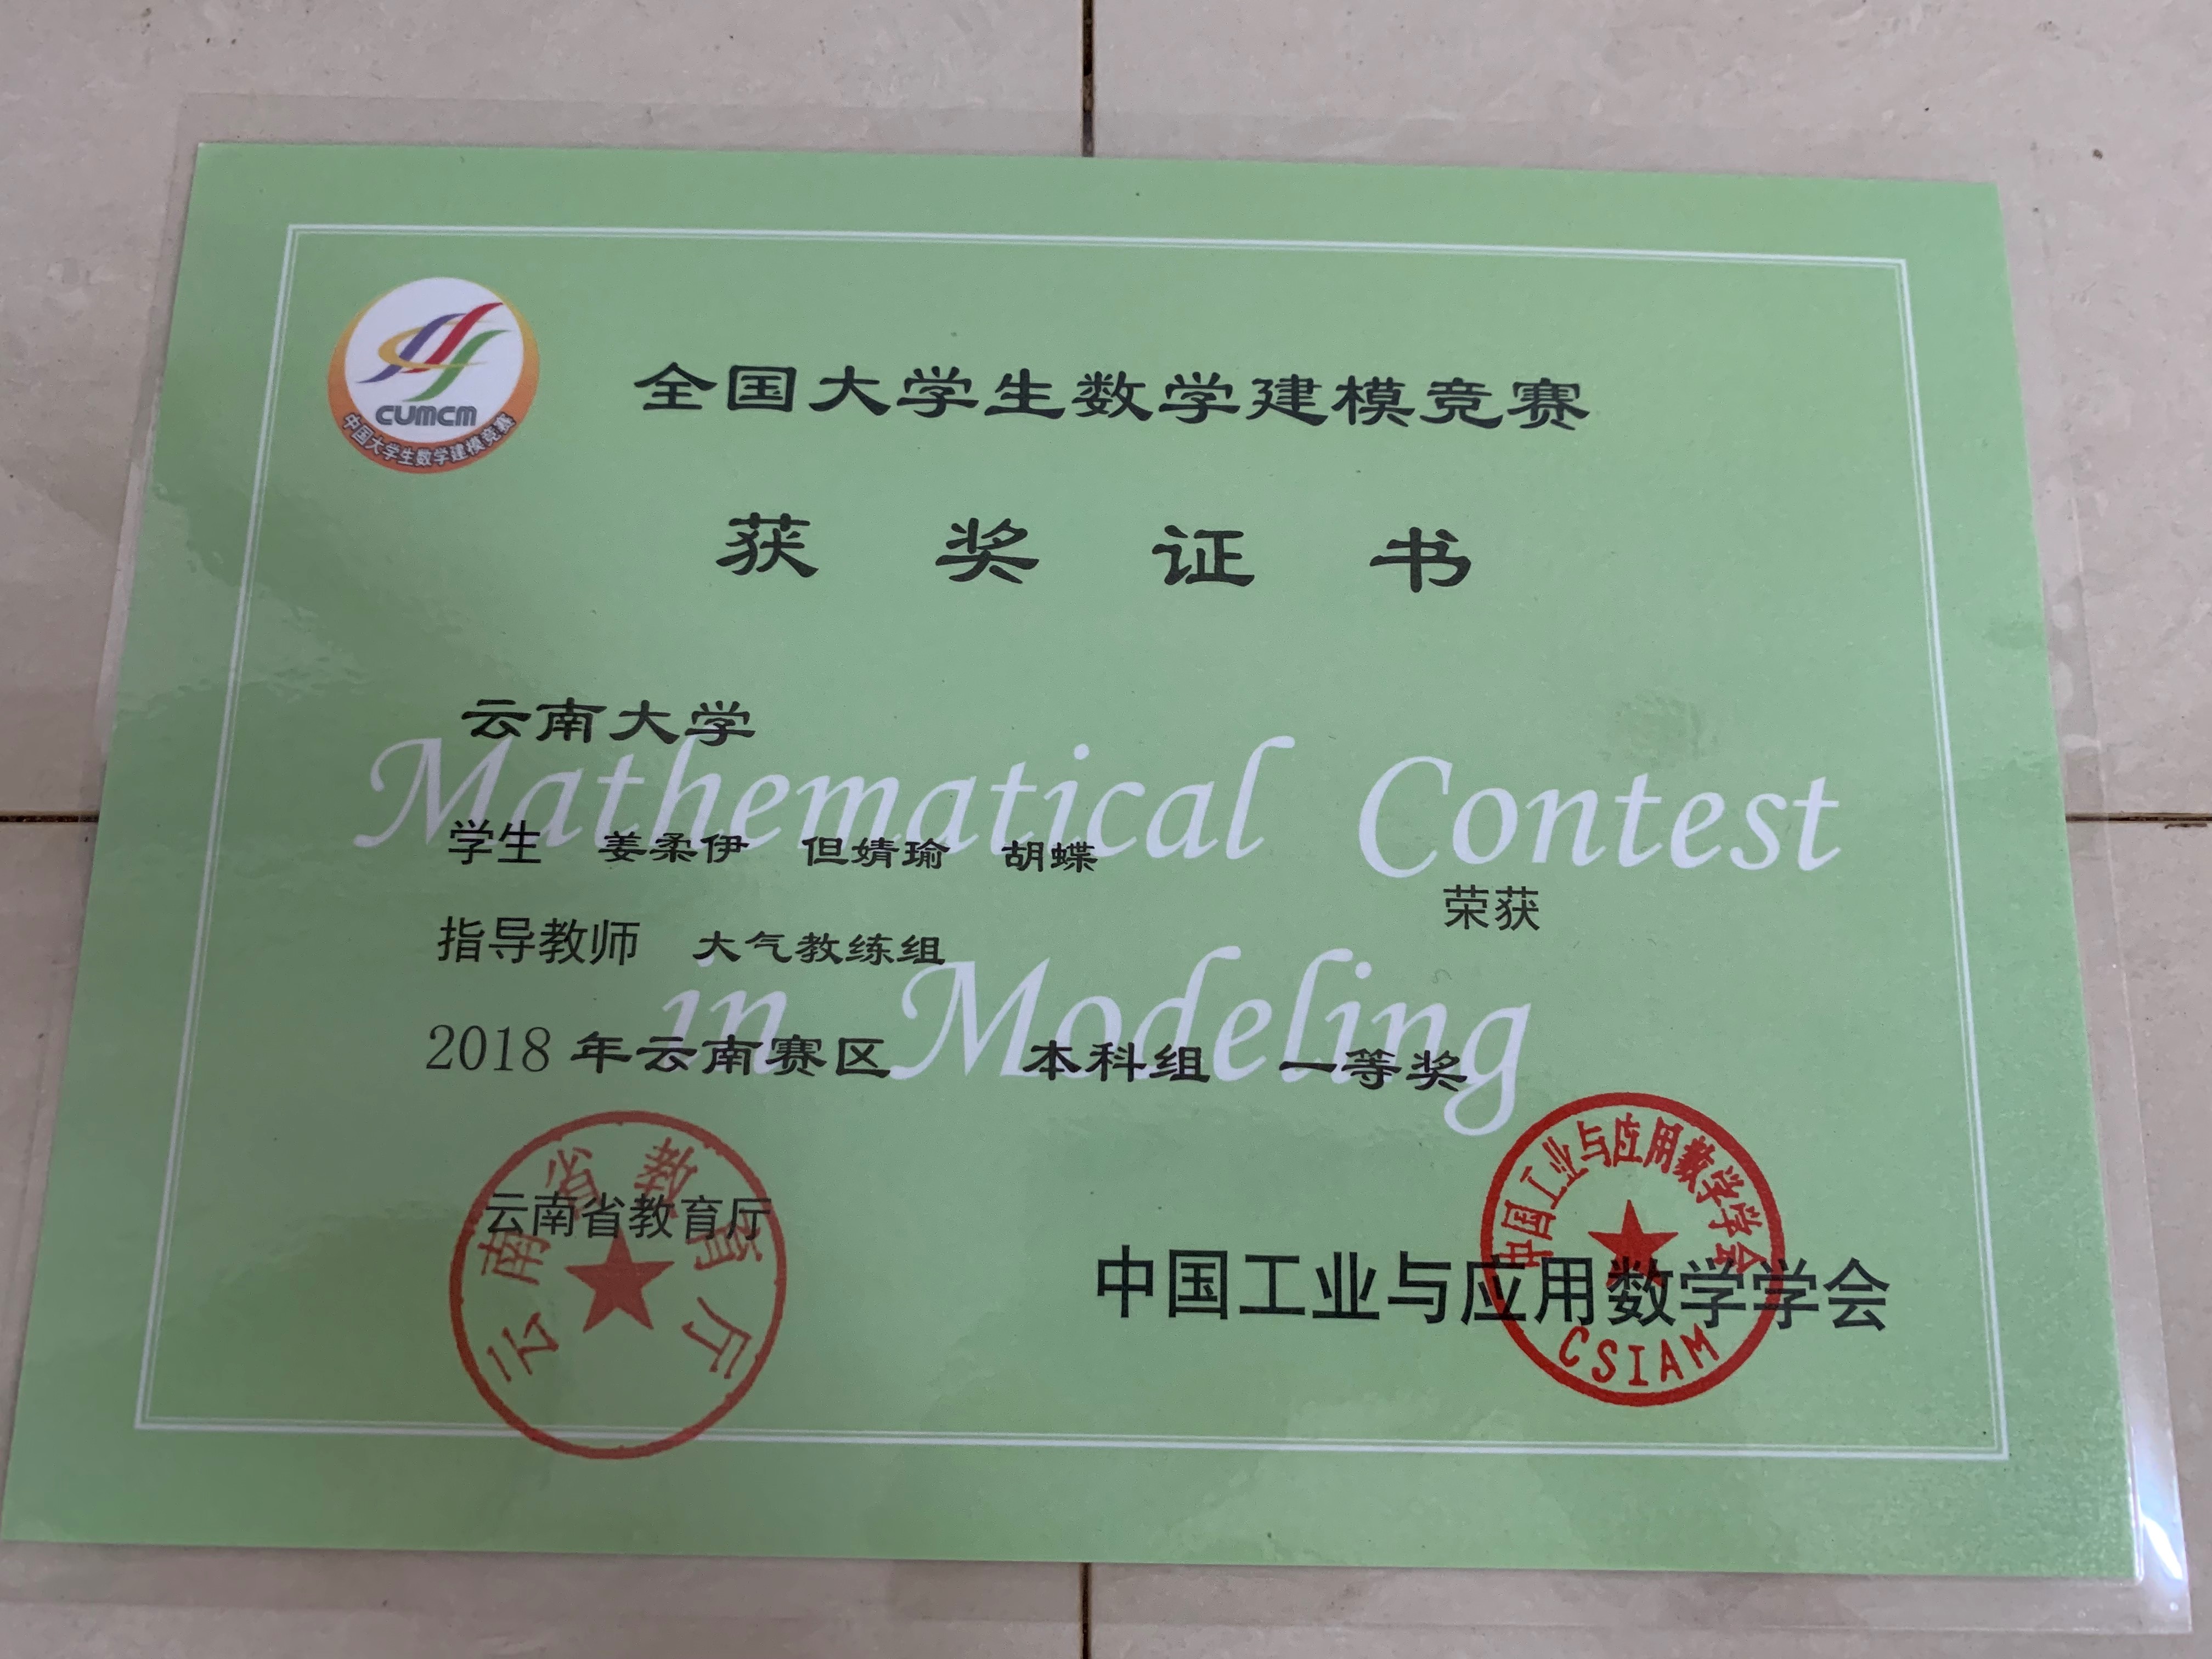 CUMCM
中国大学生数学建模竞赛
全国大学生数学建模竞赛
获奖证书
云南大学
Mathematical Contest
学生 姜柔伊 但婧瑜 胡蝶
荣获
指导教师 大气教练组
in Modeling
2018 年云南赛区 本科组 一等奖
云南省教育厅
云南省教育厅
中国工业与应用数学学会
中国工业与应用数学学会
CSIAM